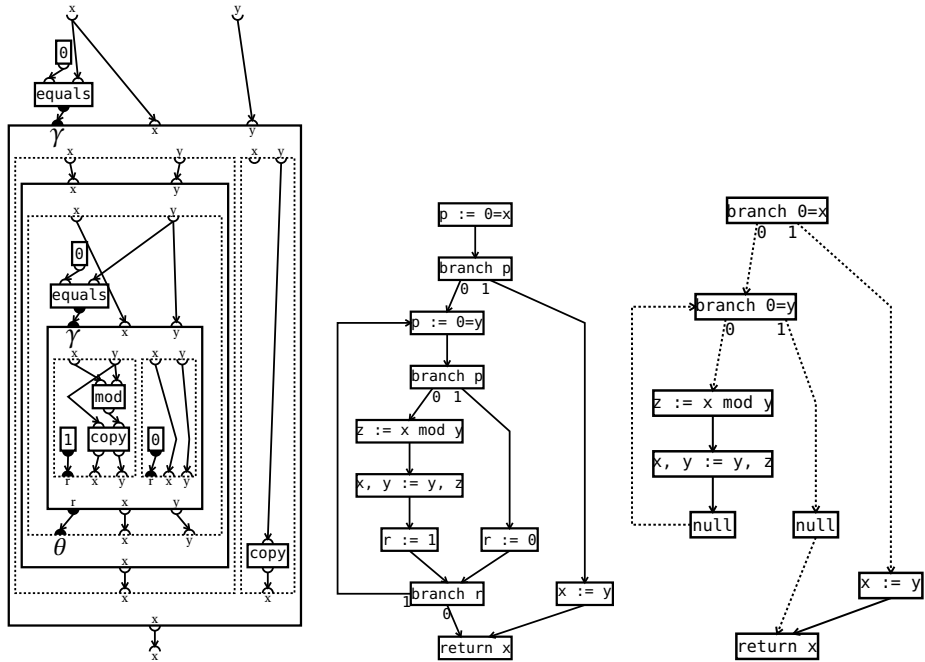 x y
0
equals
γ x y
x y x y
x y
x y
0
equals
γ x y
x y x y
mod
1 copy 0
r x y r x y
r x y
θ x y
copy
x
x x
x
x
p := 0=x
branch p
0 1
p := 0=y
branch p
0 1
z := x mod y
x, y := y, z
r := 1 r := 0
branch r x := y
1
0
return x
branch 0=x
0 1
branch 0=y
0 1
z := x mod y
x, y := y, z
null null
x := y
return x